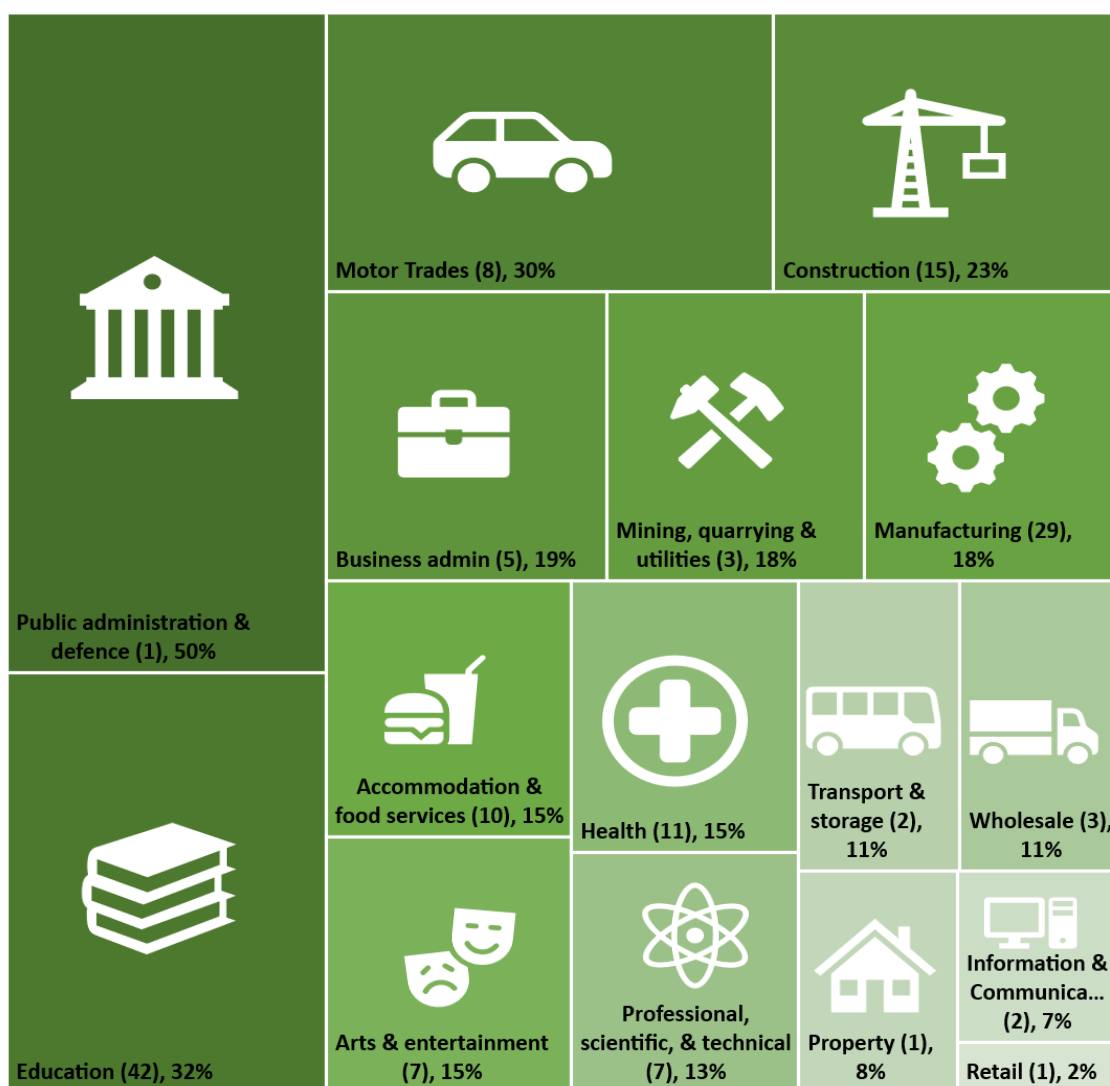 Motor Trades (8), 30%
Construction (15), 23%
Public administration &
defence (1), 50%
Business admin (5), 19%
Mining, quarrying &
utilities (3), 18%
Manufacturing (29),
18%
Education (42), 32%
Accommodation &
food services (10), 15%
Health (11), 15%
Transport &
storage (2),
11%
Wholesale (3),
11%
Arts & entertainment
(7), 15%
Professional,
scientific, & technical
(7), 13%
Property (1),
8%
Information &
Communica...
(2), 7%
Retail (1), 2%